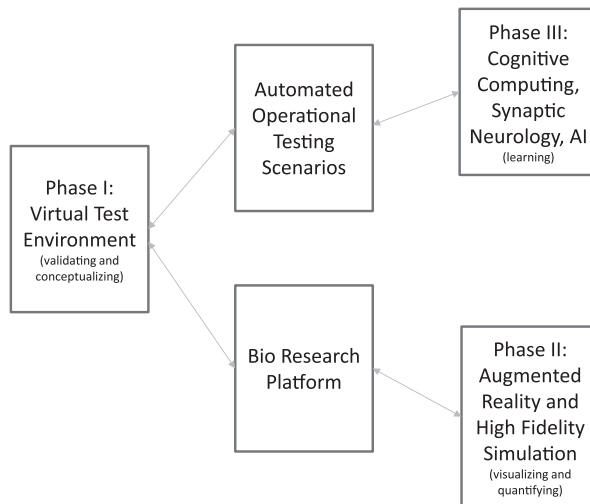 Phase I:
Virtual Test
Environment
(validating and
conceptualizing)
Automated
Operational
Testing
Scenarios
Bio Research
Platform
Phase III:
Cognitive
Computing,
Synaptic
Neurology, AI
(learning)
Phase II:
Augmented
Reality and
High Fidelity
Simulation
(visualizing and
quantifying)